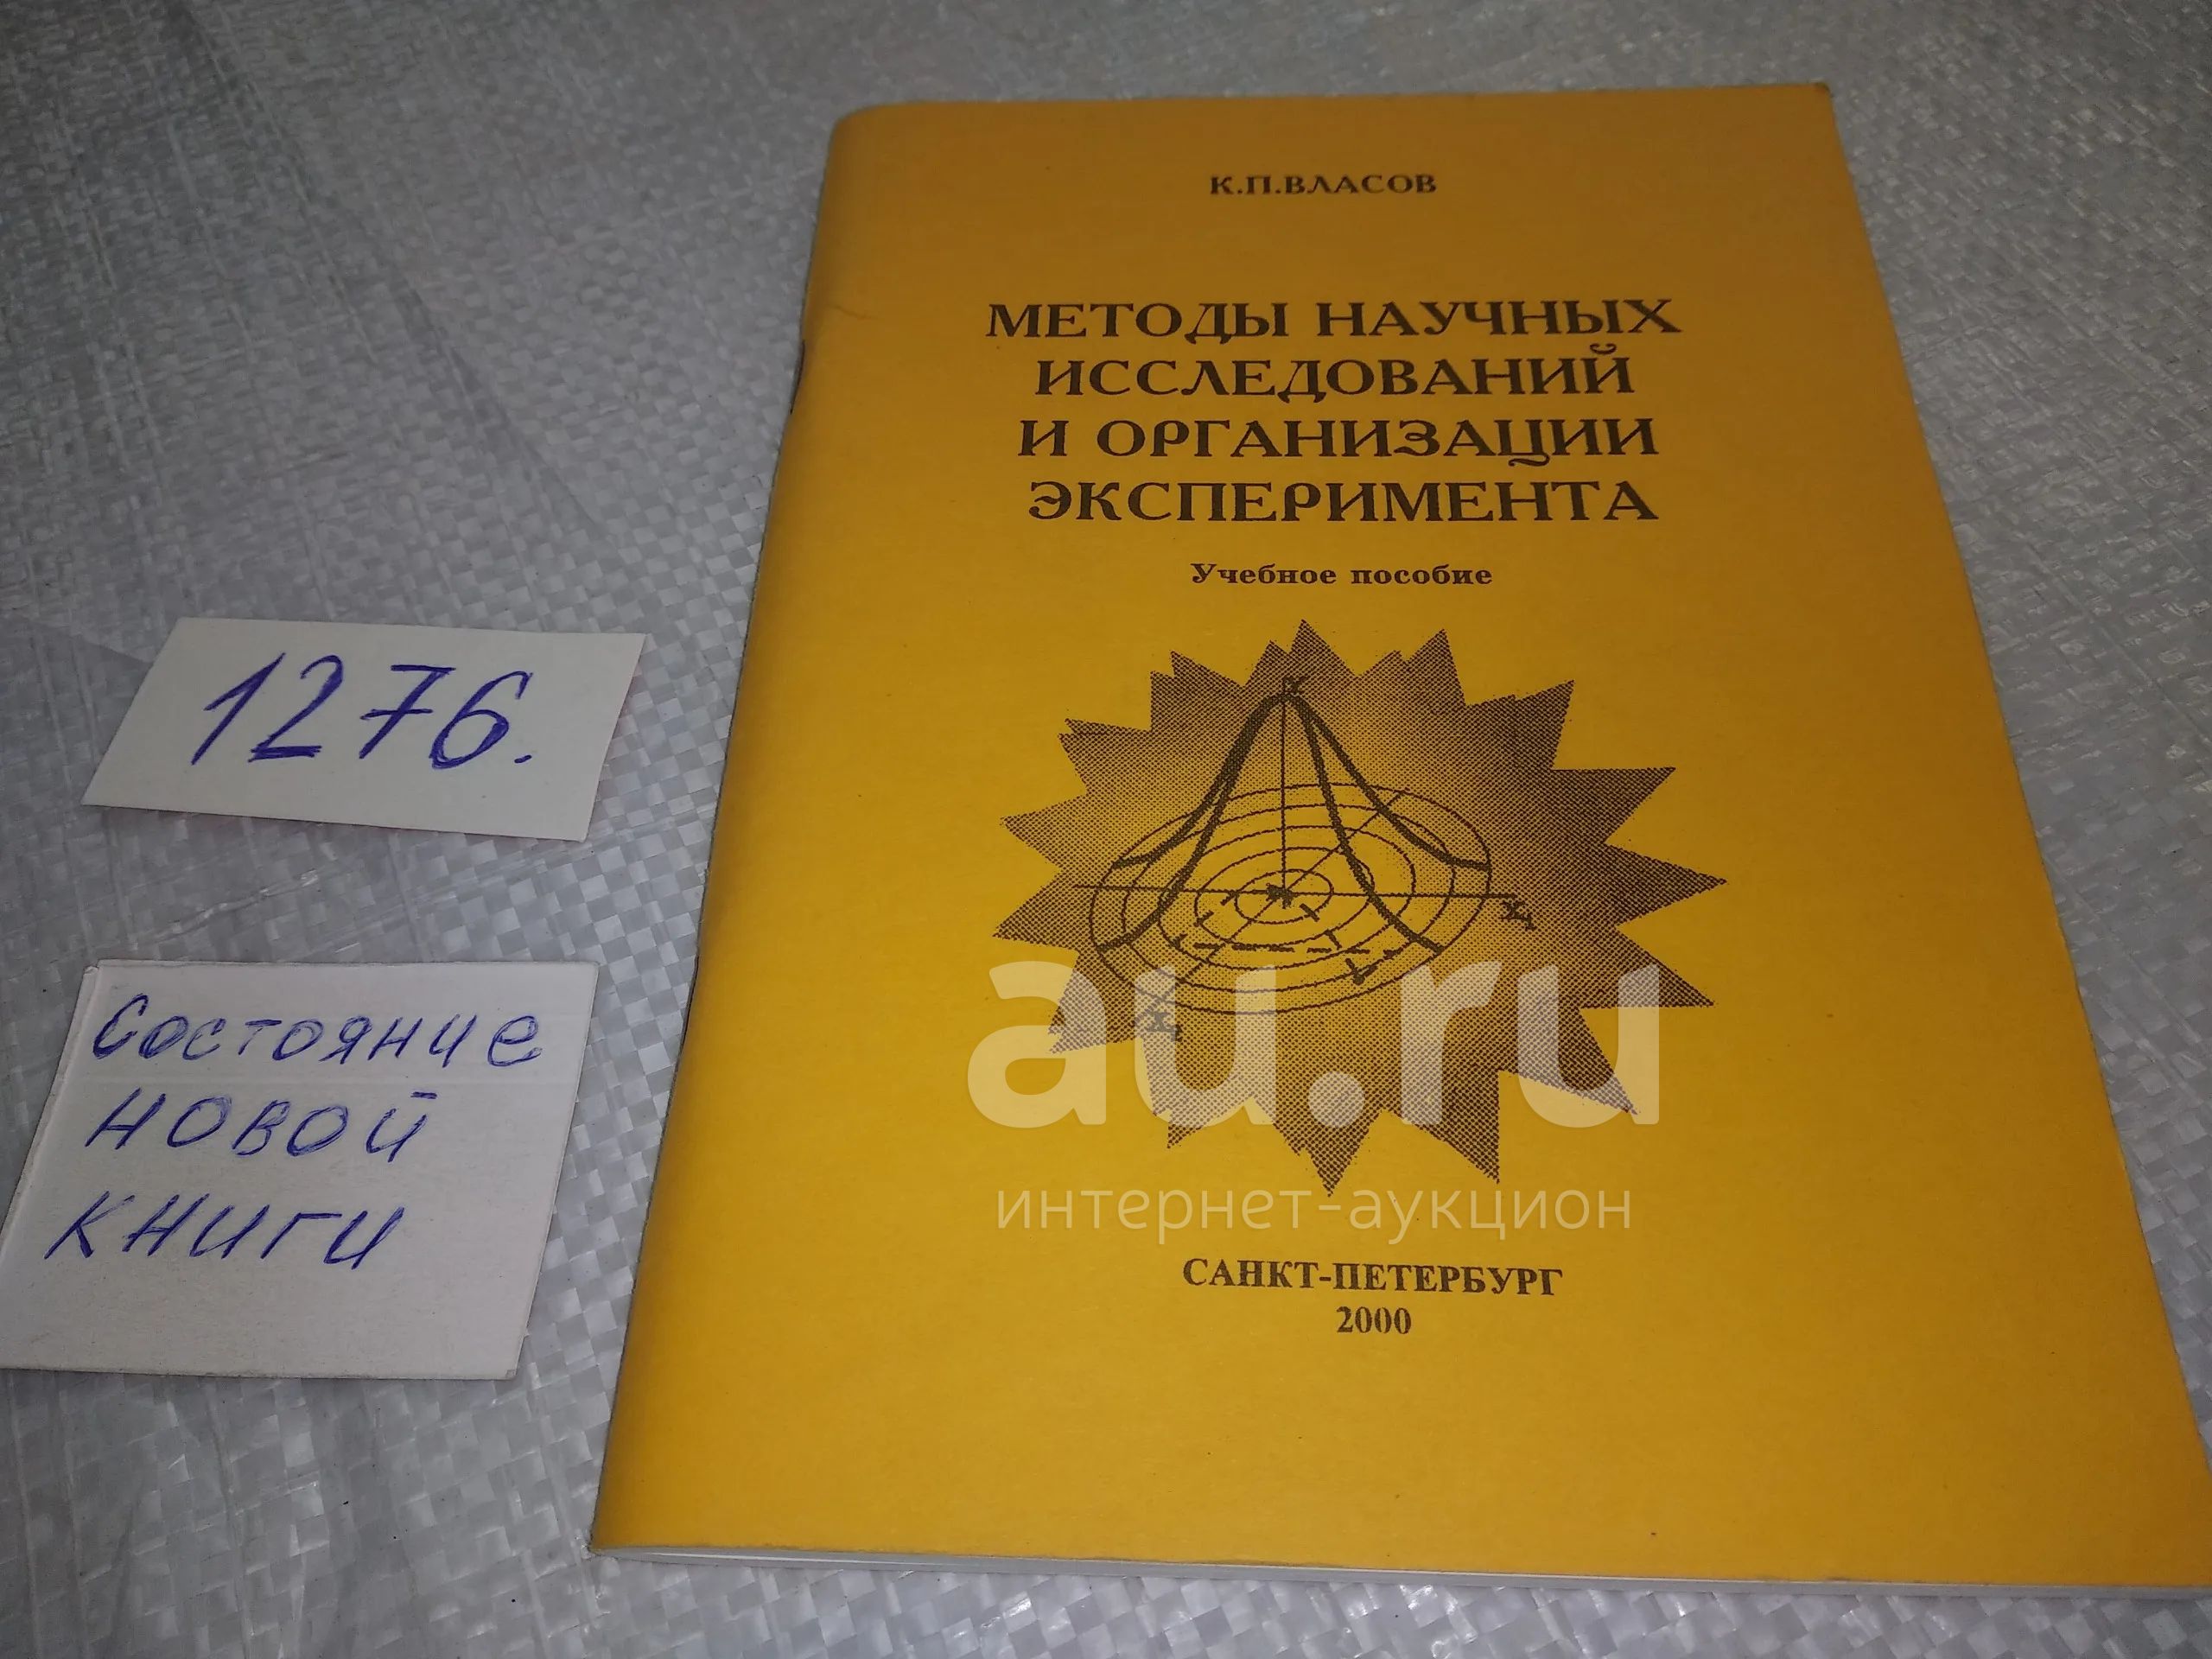 К.П.ВЛАСОВ
МЕТОДЫ НАУЧНЫХ
ИССЛЕДОВАНИЙ
И ОРГАНИЗАЦИИ
ЭКСПЕРИМЕНТА
Учебное пособие
au.ru
интернет-аукцион
САНКТ-ПЕТЕРБУРГ
2000
1276.
Состояние
новой
книги